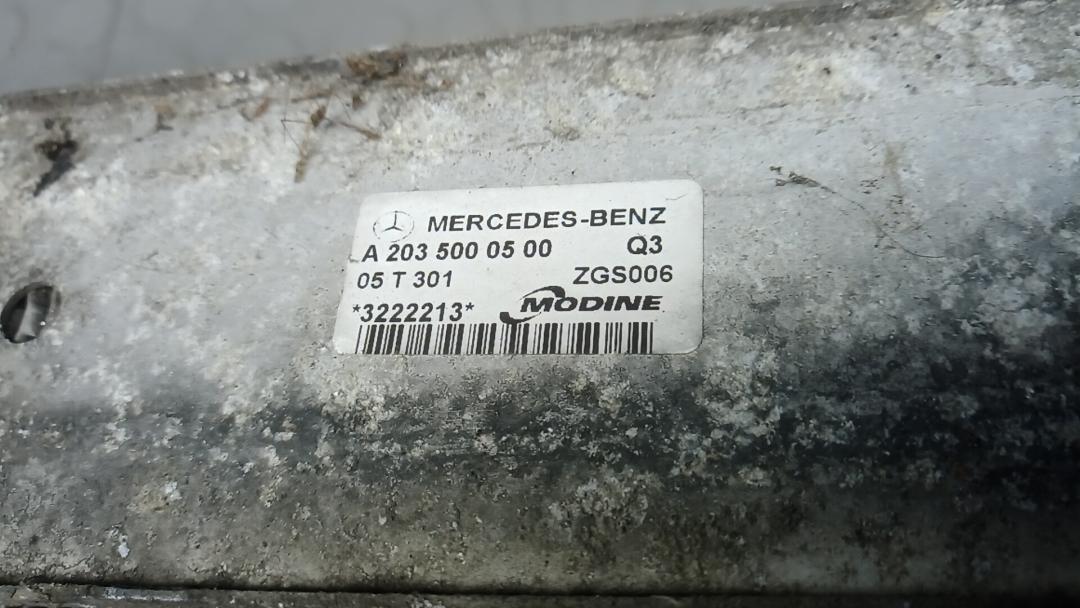 MERCEDES-BENZ
A 203 500 05 00 Q3
05 T 301 ZGS006
*3222213* MODINE